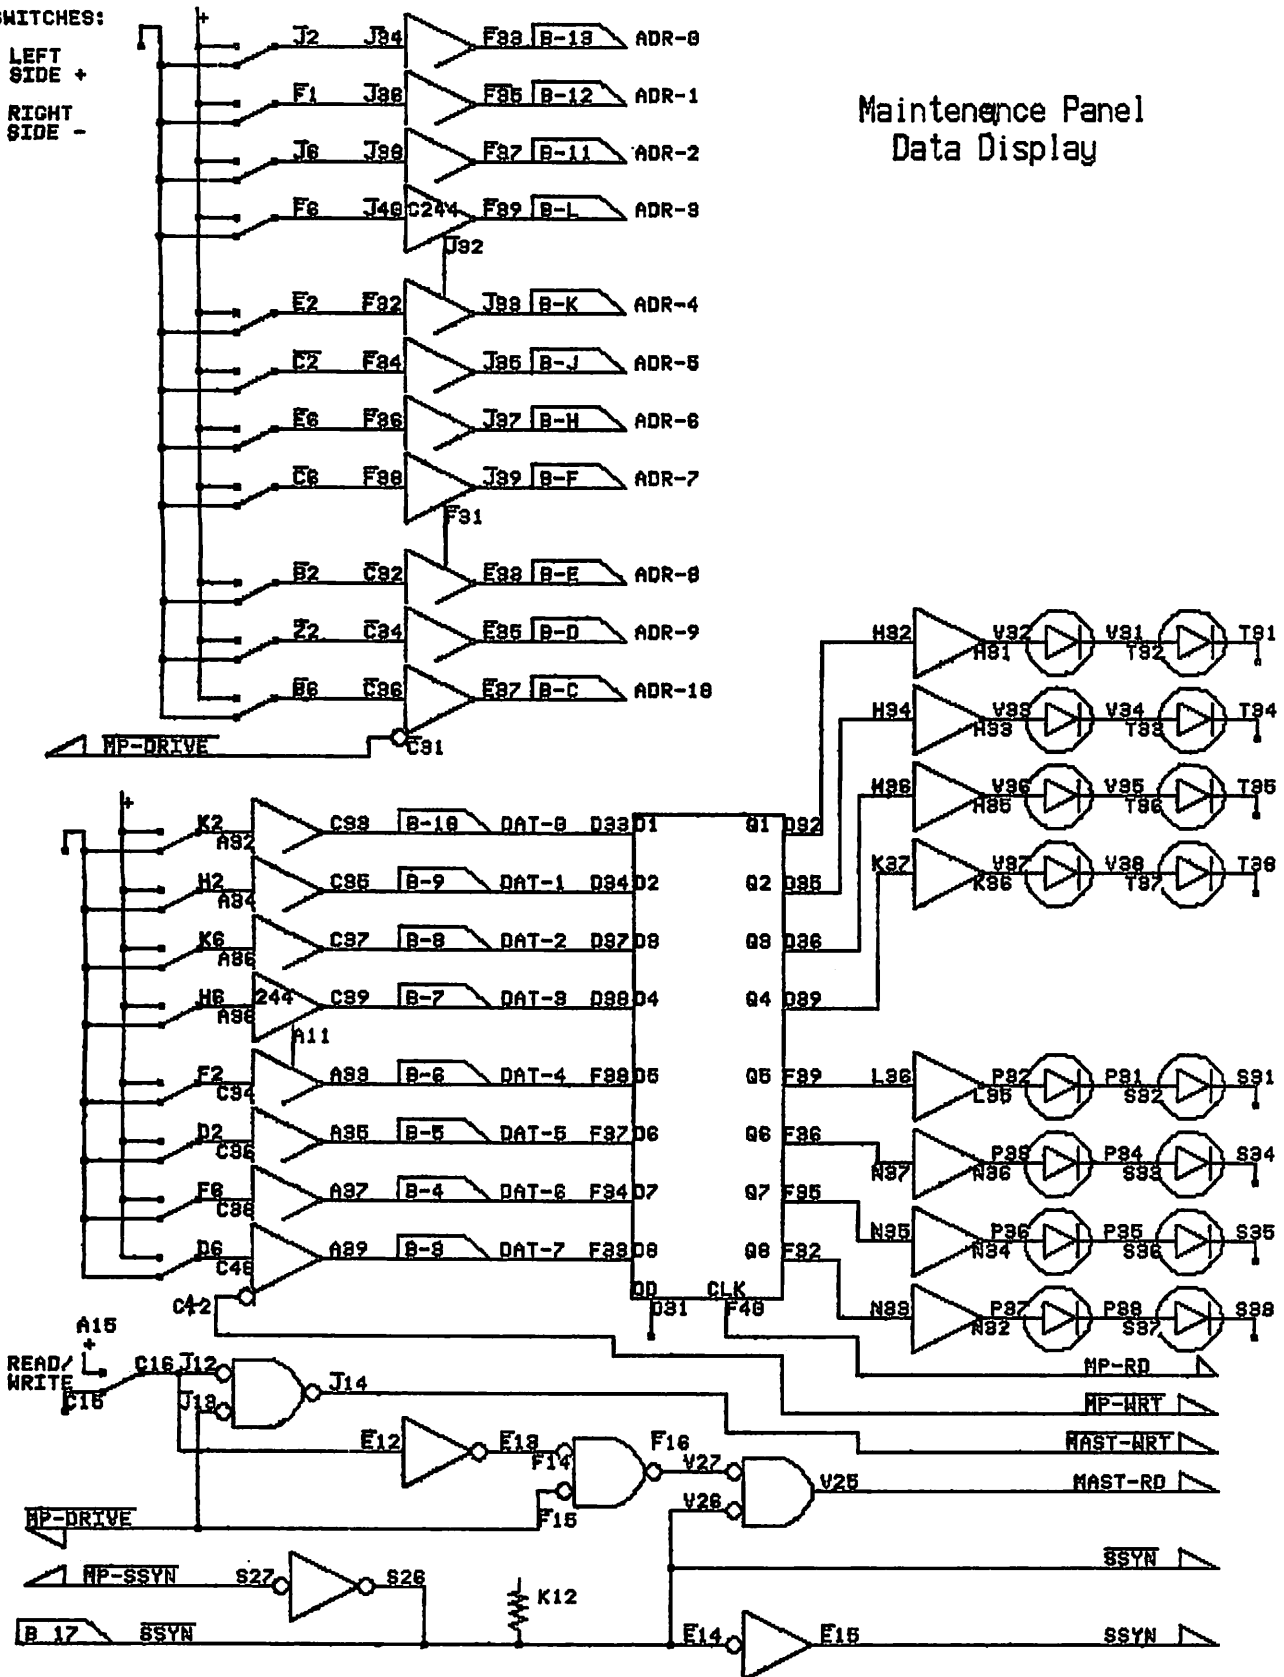 SWITCHES:
LEFT
SIDE +
RIGHT
SIDE -
Maintenence Panel
Data Display
+
J2 J34 F33 B-13 ADR-0
F1 J36 F35 B-12 ADR-1
J6 J38 F37 B-11 ADR-2
F6 J40 C244 F39 B-L ADR-3
J32
E2 F32 J33 B-K ADR-4
C2 F34 J35 B-J ADR-5
E6 F36 J37 B-H ADR-6
C6 F38 J39 B-F ADR-7
F31
B2 C32 E33 B-E ADR-8
Z2 C34 E35 B-D ADR-9
B6 C36 E37 B-C ADR-10
MP-DRIVE C31
H32 H31 V32 V31 T32 T31
H34 H33 V33 V34 T33 T34
H36 H35 V36 V35 T36 T35
K37 K36 V37 V38 T37 T38
+
K2 A32 C33 B-10 DAT-0 D33 D1 Q1 D32
H2 A34 C35 B-9 DAT-1 D34 D2 Q2 D35
K6 A36 C37 B-8 DAT-2 D37 D3 Q3 D36
H6 A38 244 C39 B-7 DAT-3 D38 D4 Q4 D39
A11
F2 C34 A33 B-6 DAT-4 F38 D5 Q5 F39 L36 L35 P32 P31 S32 S31
D2 C36 A35 B-5 DAT-5 F37 D6 Q6 F36 N37 N36 P33 P34 S33 S34
F6 C38 A37 B-4 DAT-6 F34 D7 Q7 F35 N35 N34 P36 P35 S36 S35
D6 C40 A39 B-3 DAT-7 F33 D8 Q8 F32 N33 N32 P37 P38 S37 S38
OD CLK
D31 F40
C42
A15
+
READ/
WRITE
C16 J12 MP-RD
C15 J13 J14 MP-WRT
E12 E13 F14 F16 MAST-WRT
V27 V25 MAST-RD
V26
F15
MP-DRIVE
MP-SSYN S27 S26 SSYN
K12
B 17 SSYN E14 E15 SSYN